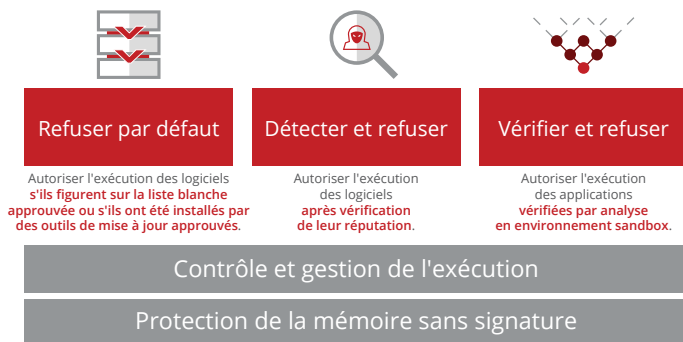 Refuser par défaut
Autoriser l'exécution des logiciels
s'ils figurent sur la liste blanche
approuvée ou s'ils ont été installés par
des outils de mise à jour approuvés.
Détecter et refuser
Autoriser l'exécution
des logiciels
après vérification
de leur réputation.
Vérifier et refuser
Autoriser l'exécution
des applications
vérifiées par analyse
en environnement sandbox.
Contrôle et gestion de l'exécution
Protection de la mémoire sans signature